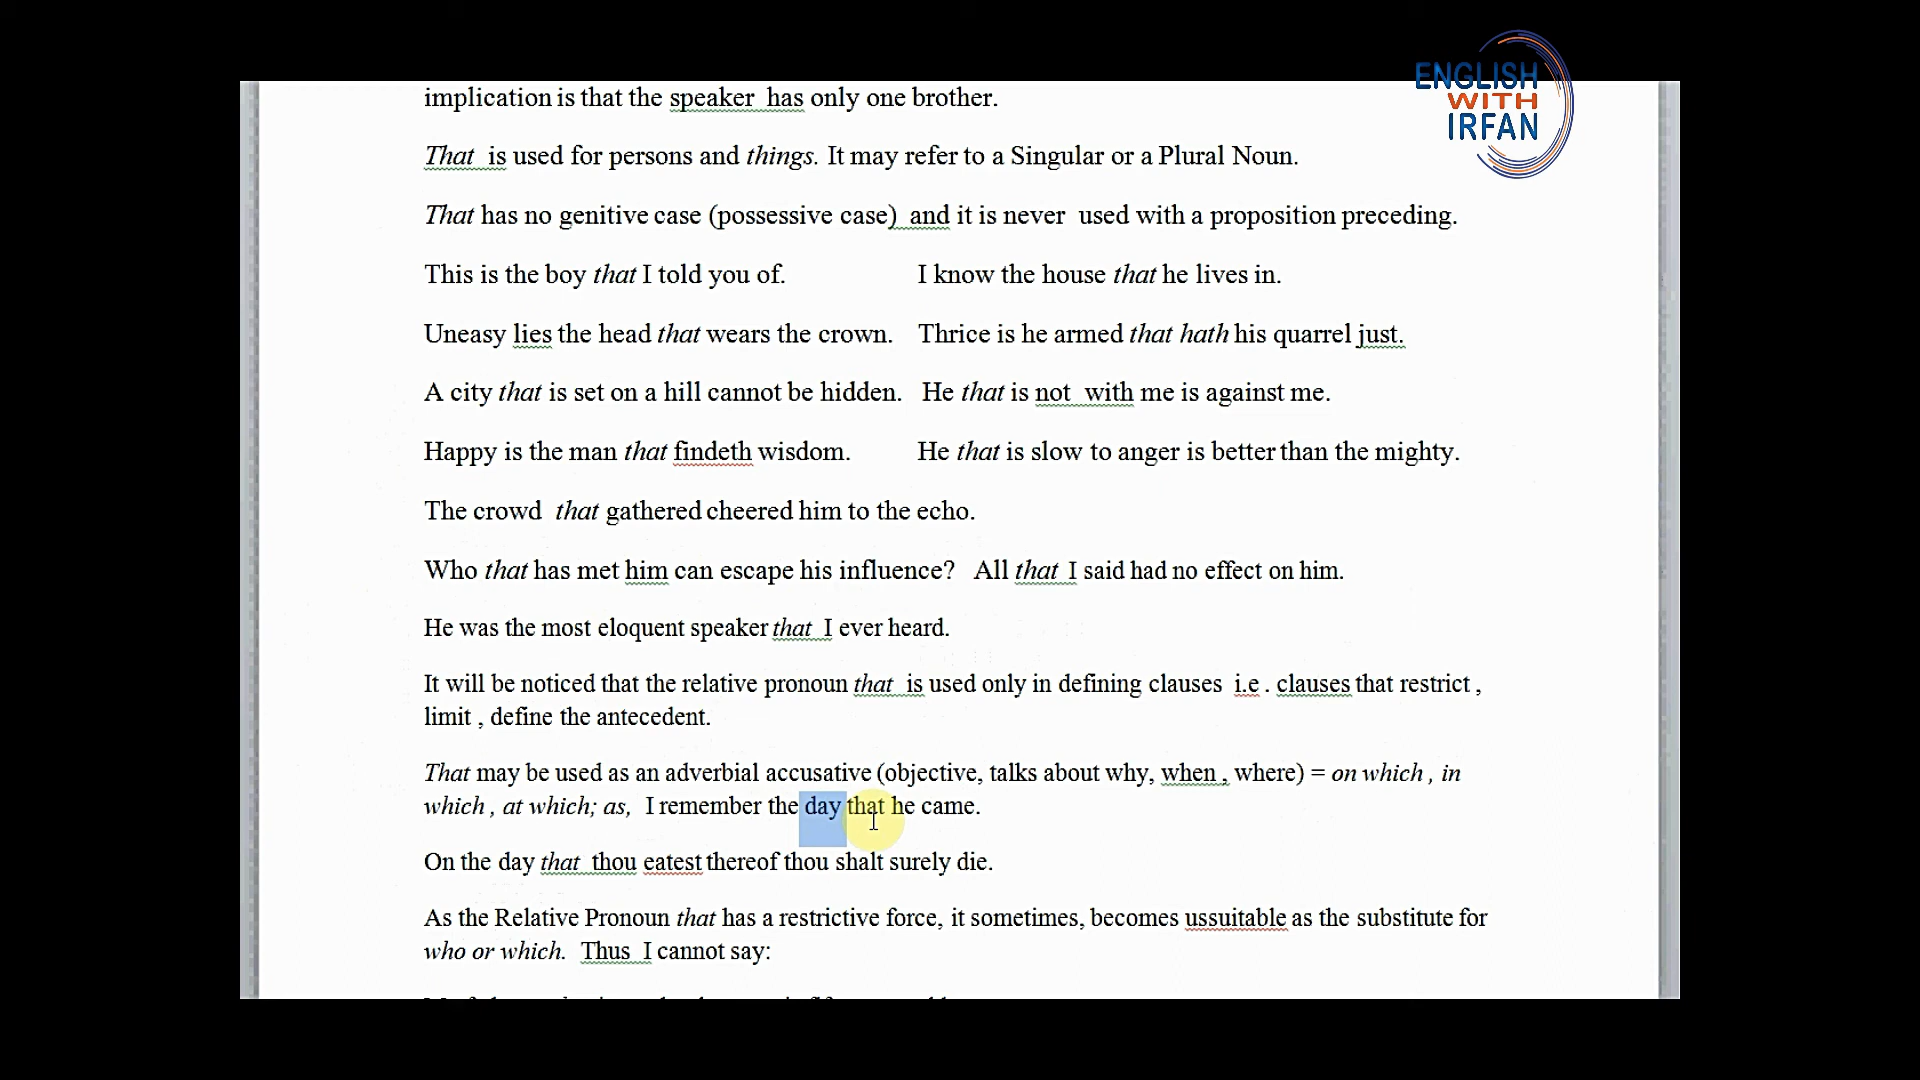 ENGLISH
WITH
IRFAN
implication is that the speaker has only one brother.
That is used for persons and things. It may refer to a Singular or a Plural Noun.
That has no genitive case (possessive case) and it is never used with a proposition preceding.
This is the boy that I told you of. I know the house that he lives in.
Uneasy lies the head that wears the crown. Thrice is he armed that hath his quarrel just.
A city that is set on a hill cannot be hidden. He that is not with me is against me.
Happy is the man that findeth wisdom. He that is slow to anger is better than the mighty.
The crowd that gathered cheered him to the echo.
Who that has met him can escape his influence? All that I said had no effect on him.
He was the most eloquent speaker that I ever heard.
It will be noticed that the relative pronoun that is used only in defining clauses i.e . clauses that restrict ,
limit , define the antecedent.
That may be used as an adverbial accusative (objective, talks about why, when , where) = on which , in
which , at which; as, I remember the day that he came.
On the day that thou eatest thereof thou shalt surely die.
As the Relative Pronoun that has a restrictive force, it sometimes, becomes ussuitable as the substitute for
who or which. Thus I cannot say: